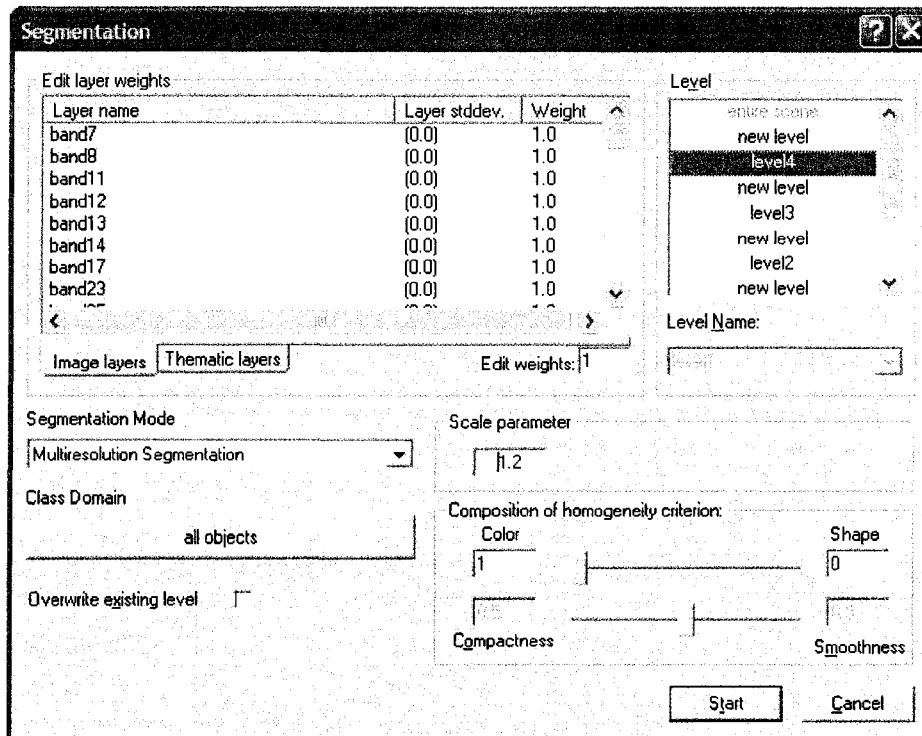 Segmentation
Edit layer weights
Layer name Layer stddev. Weight
band7 (0.0) 1.0
band8 (0.0) 1.0
band11 (0.0) 1.0
band12 (0.0) 1.0
band13 (0.0) 1.0
band14 (0.0) 1.0
band17 (0.0) 1.0
band23 (0.0) 1.0
Image layers Thematic layers
Edit weights: 1
Level
entire scene
new level
level4
new level
level3
new level
level2
new level
Level Name:
Segmentation Mode
Multiresolution Segmentation
Class Domain
all objects
Overwrite existing level
Scale parameter
1.2
Composition of homogeneity criterion:
Color Shape
1 0
Compactness Smoothness
Start Cancel